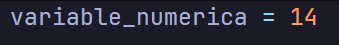 variable_numerica = 14